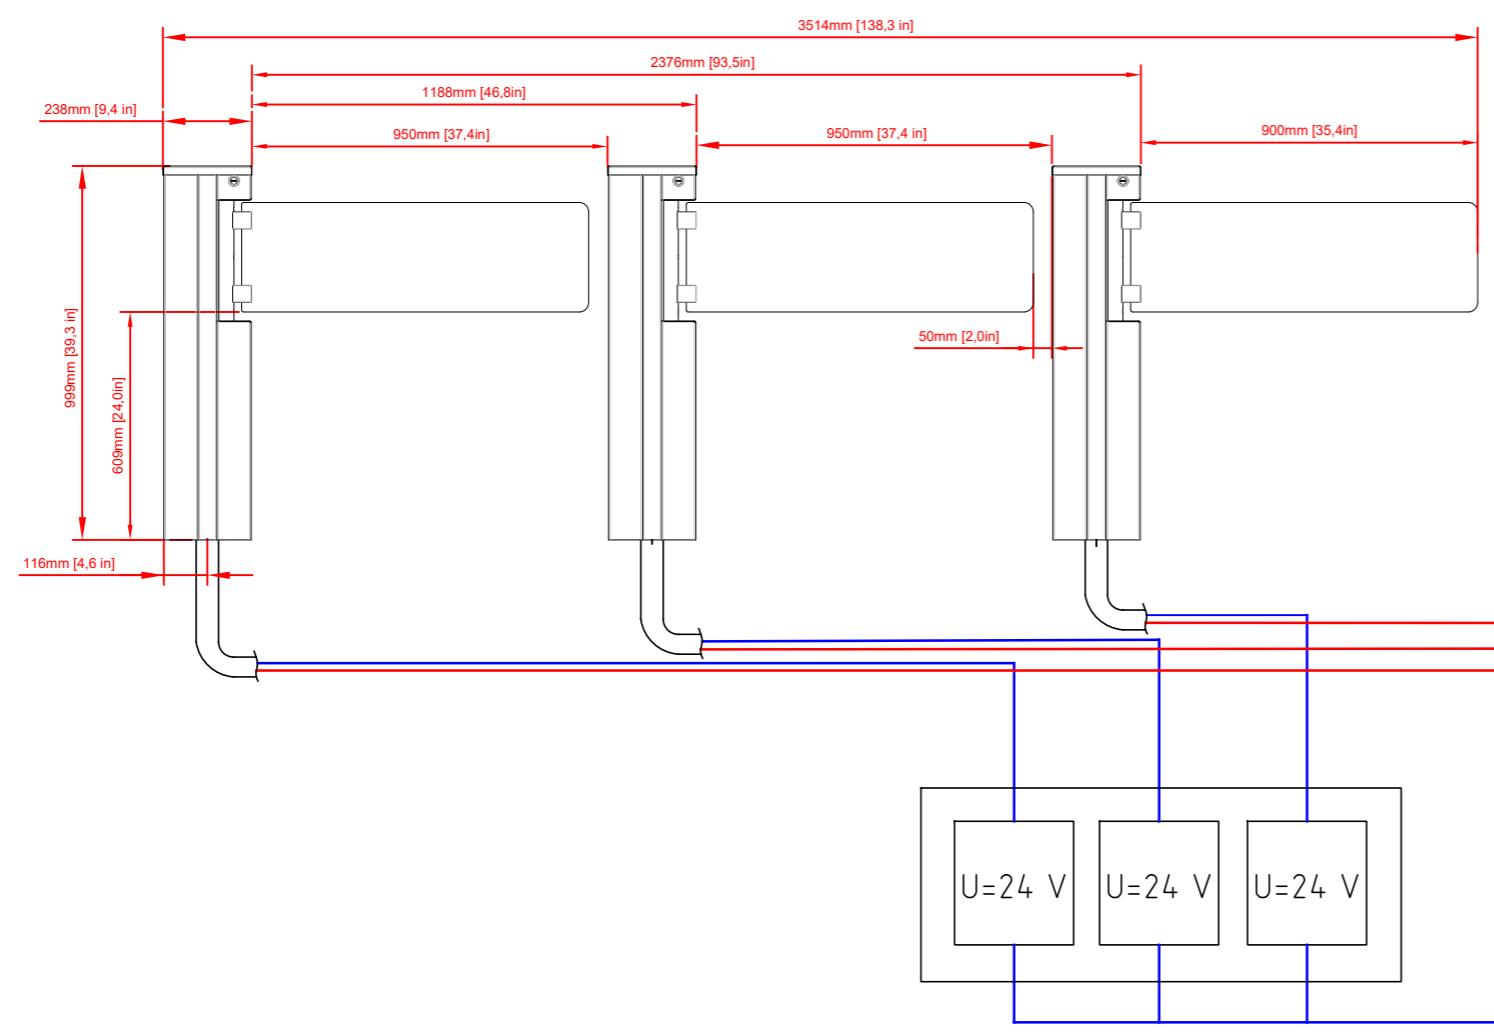 3514mm [138,3 in]
2376mm [93,5in]
1188mm [46,8in]
238mm [9,4 in]
950mm [37,4in]
950mm [37,4 in]
900mm [35,4in]
999mm [39,3 in]
609mm [24,0in]
50mm [2,0in]
116mm [4,6 in]
U=24 V
U=24 V
U=24 V